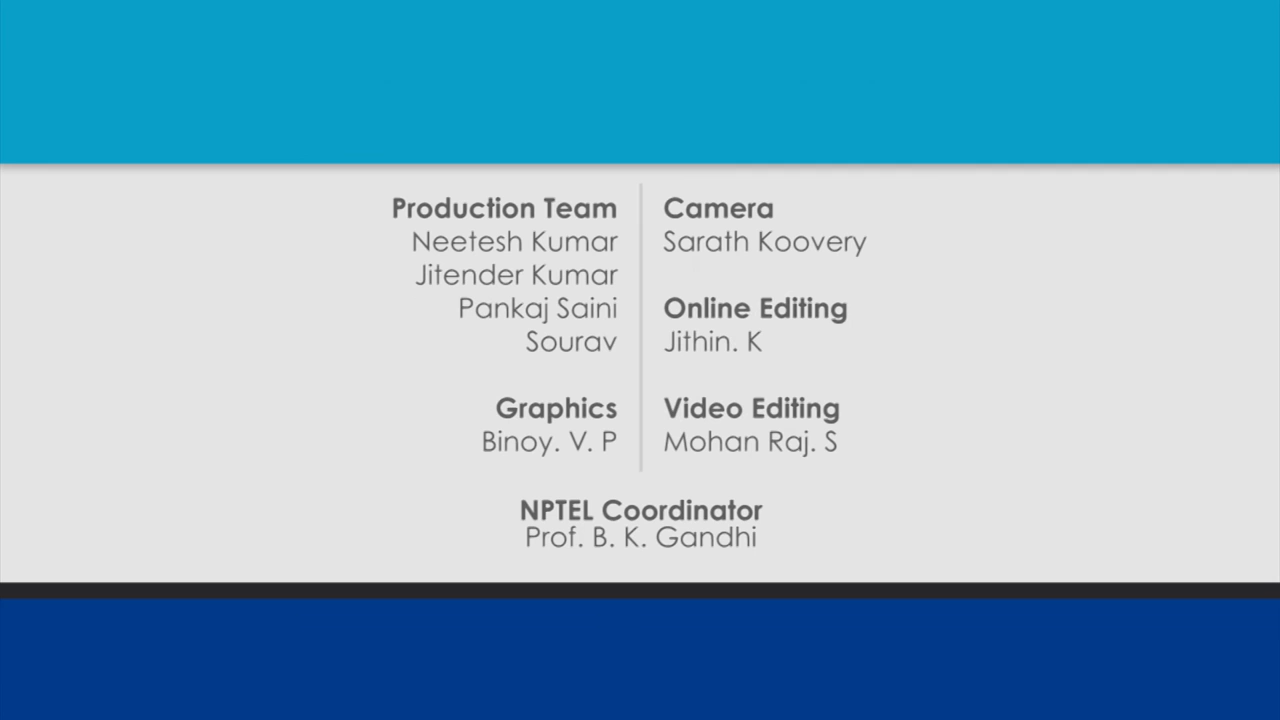 Production Team
Neetesh Kumar
Jitender Kumar
Pankaj Saini
Sourav
Graphics
Binoy. V. P
Camera
Sarath Koovery
Online Editing
Jithin. K
Video Editing
Mohan Raj. S
NPTEL Coordinator
Prof. B. K. Gandhi